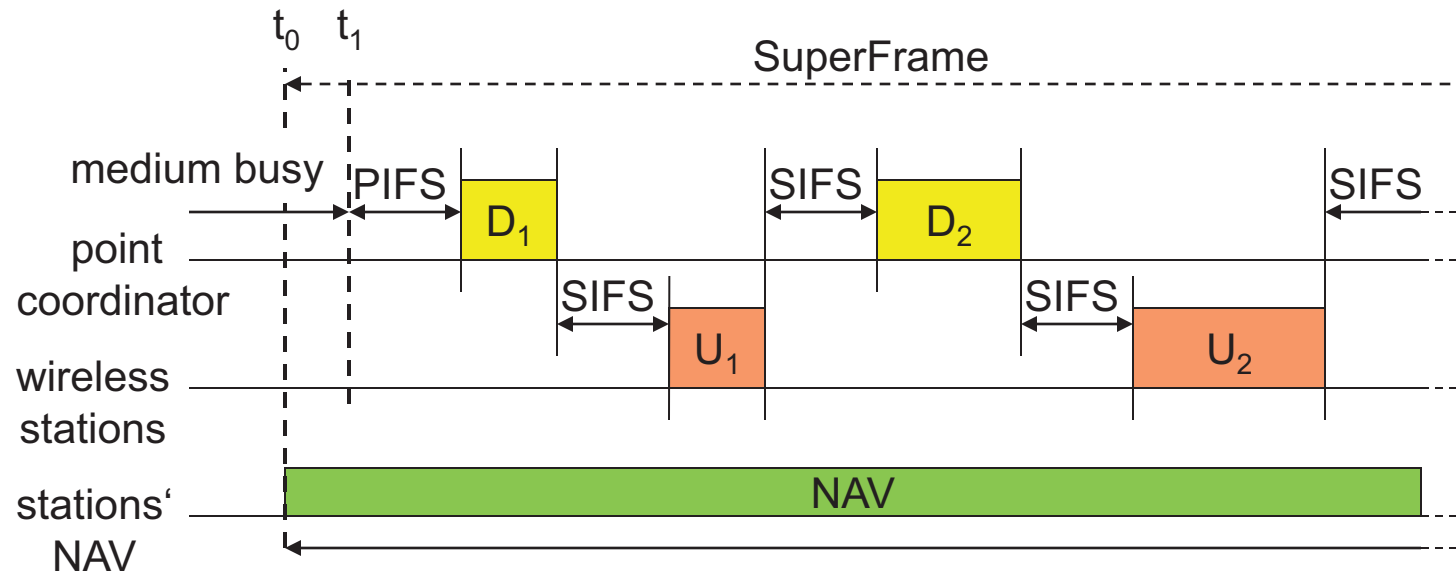 t₀ t₁
SuperFrame
medium busy
PIFS
D₁
SIFS
D₂
SIFS
point
coordinator
SIFS
U₁
SIFS
U₂
wireless
stations
stations‘
NAV
NAV